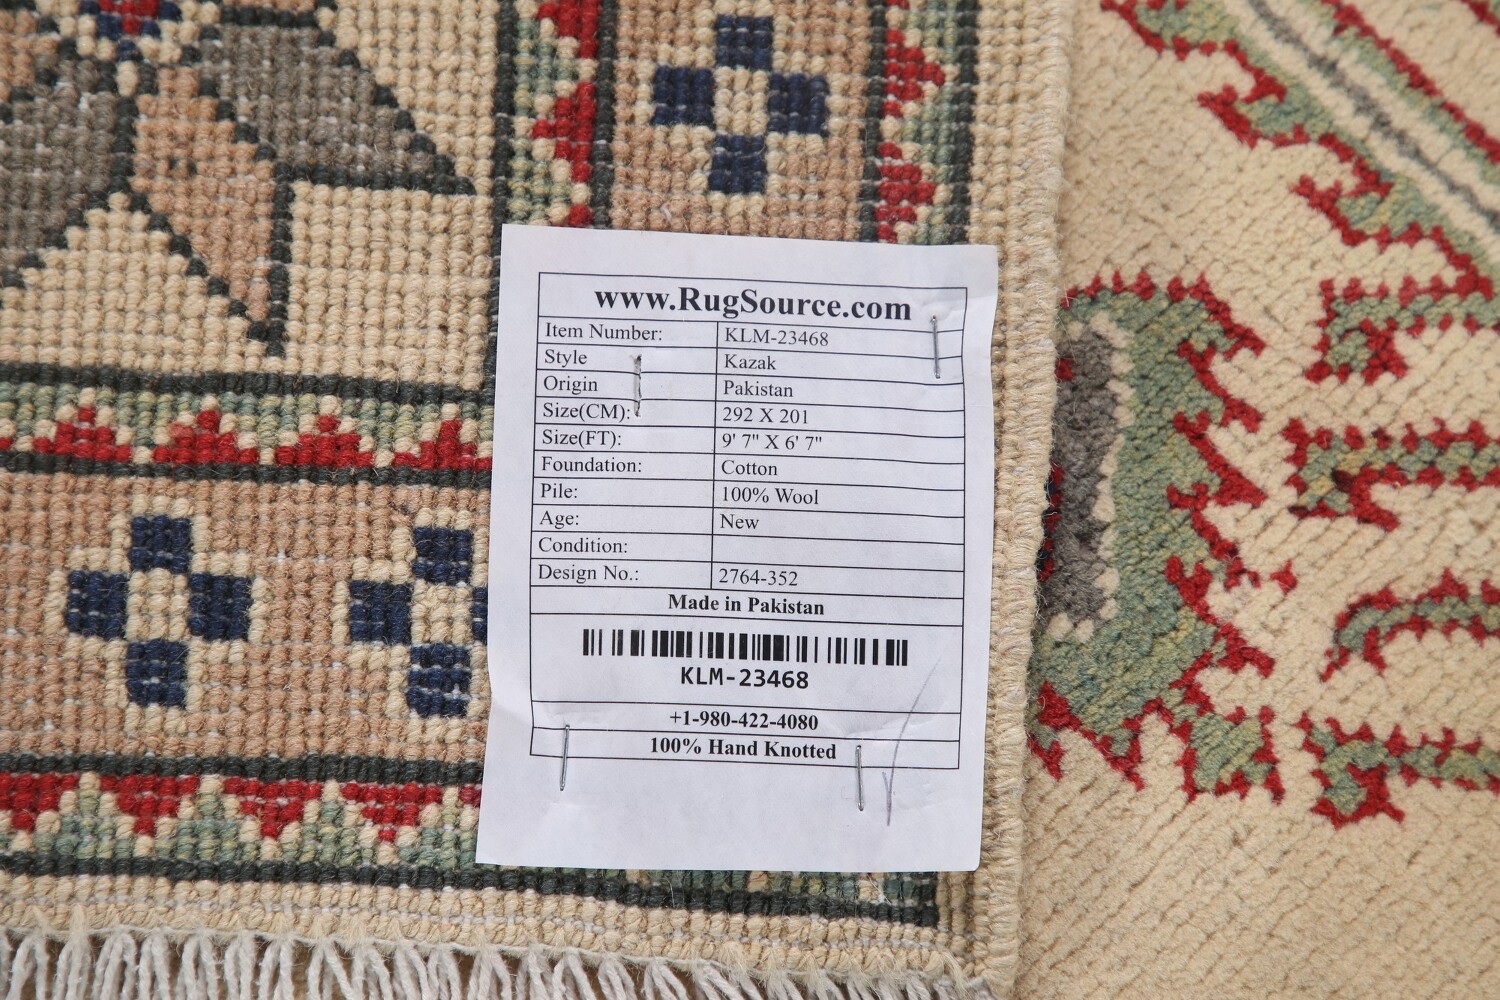 www.RugSource.com
Item Number: KLM-23468
Style Kazak
Origin Pakistan
Size(CM): 292 X 201
Size(FT): 9' 7" X 6' 7"
Foundation: Cotton
Pile: 100% Wool
Age: New
Condition:
Design No.: 2764-352
Made in Pakistan
KLM-23468
+1-980-422-4080
100% Hand Knotted